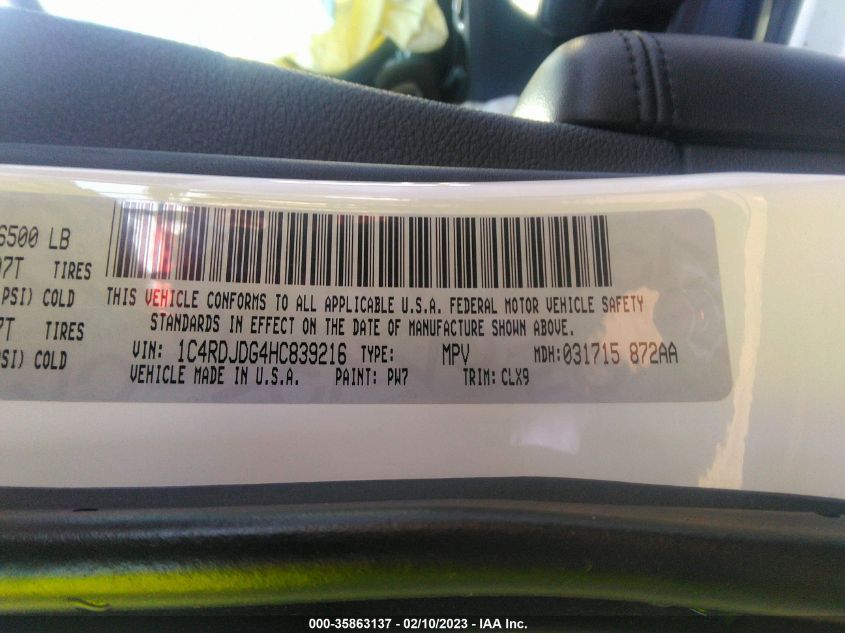 6500 LB
07T TIRES
PSI) COLD THIS VEHICLE CONFORMS TO ALL APPLICABLE U.S.A. FEDERAL MOTOR VEHICLE SAFETY
7T TIRES STANDARDS IN EFFECT ON THE DATE OF MANUFACTURE SHOWN ABOVE.
SI) COLD VIN: 1C4RDJDG4HC839216 TYPE: MPV MDH:031715 872AA
VEHICLE MADE IN U.S.A. PAINT: PW7 TRIM:CLX9
000-35863137 - 02/10/2023 - IAA Inc.